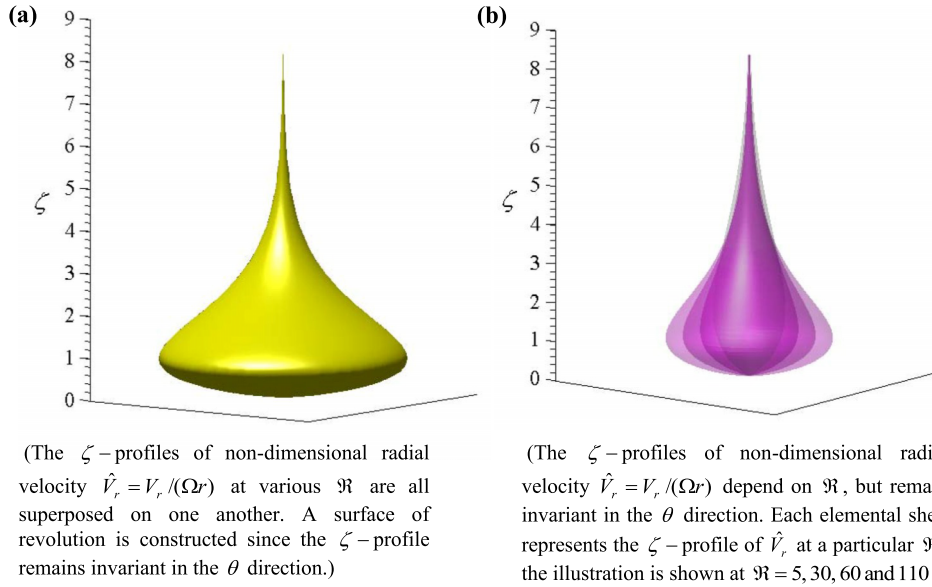 (a)
9
8
7
6
5
4
3
2
1
0
ζ
(The ζ – profiles of non-dimensional radial
velocity V̂r = Vr /(Ωr) at various ℜ are all
superposed on one another. A surface of
revolution is constructed since the ζ – profile
remains invariant in the θ direction.)
(b)
9
8
7
6
5
4
3
2
1
0
ζ
(The ζ – profiles of non-dimensional radi
velocity V̂r = Vr /(Ωr) depend on ℜ, but rema
invariant in the θ direction. Each elemental she
represents the ζ – profile of V̂r at a particular ℜ
the illustration is shown at ℜ = 5, 30, 60 and 110